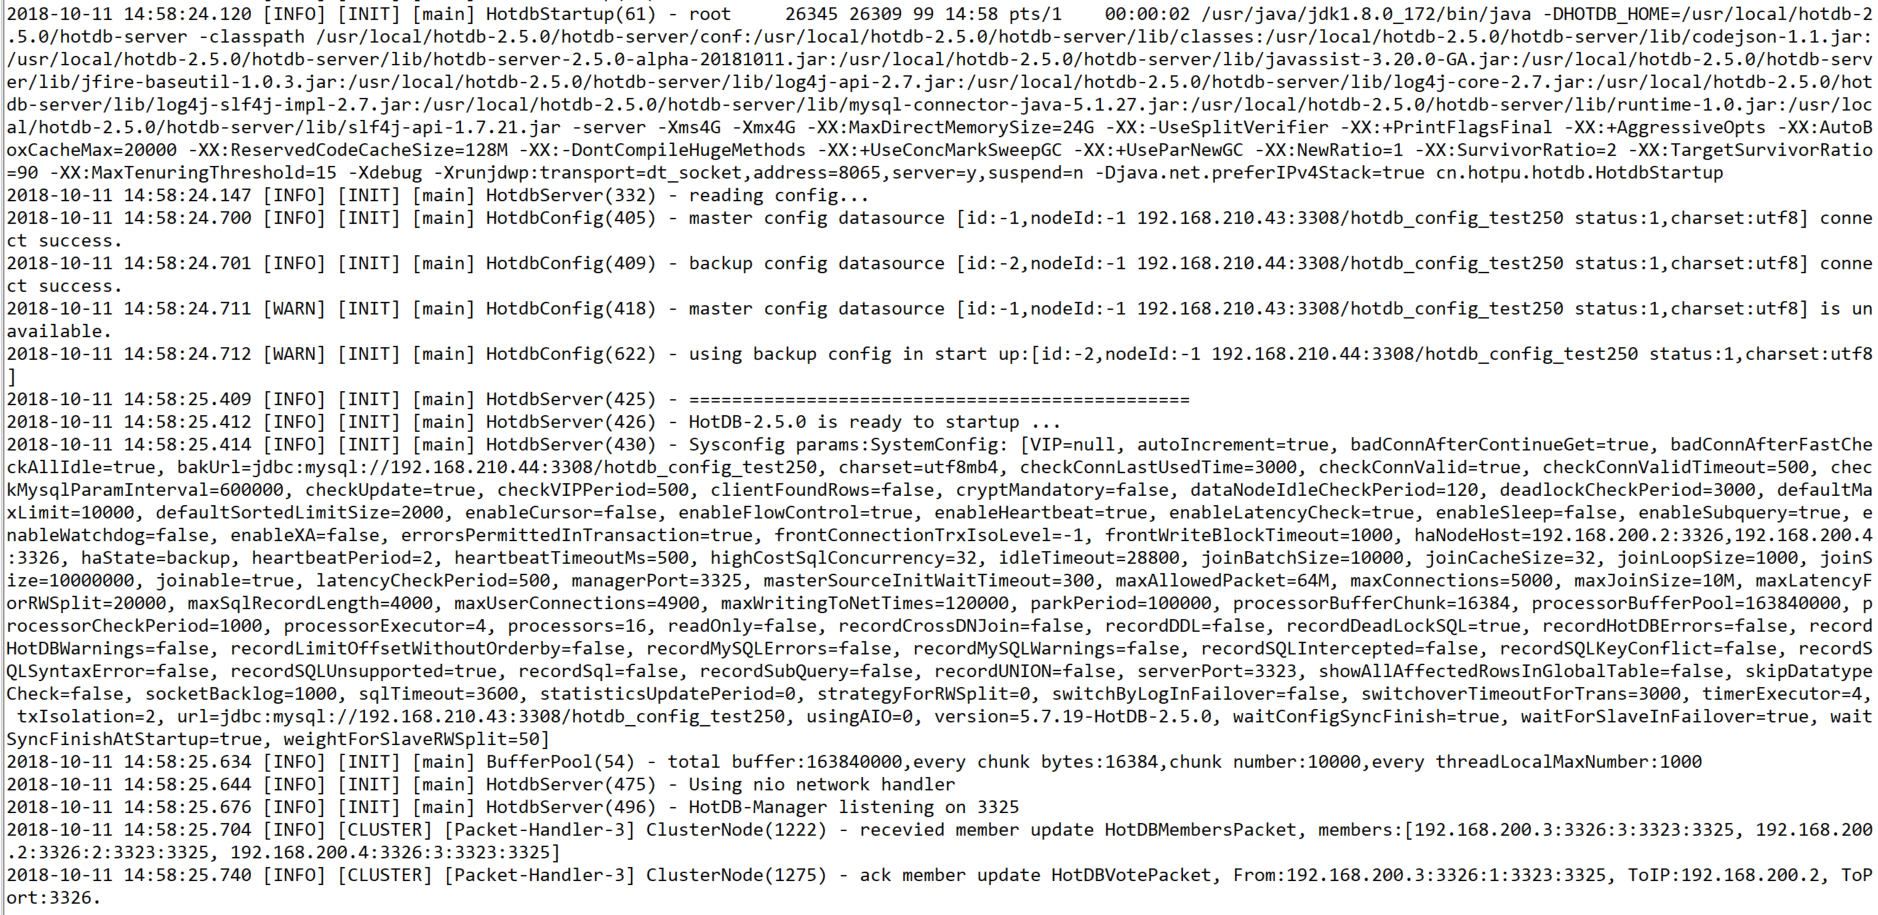 2018-10-11 14:58:24.120 [INFO] [INIT] [main] HotdbStartup(61) - root     26345 26309 99 14:58 pts/1    00:00:02 /usr/java/jdk1.8.0_172/bin/java -DHOTDB_HOME=/usr/local/hotdb-2
.5.0/hotdb-server -classpath /usr/local/hotdb-2.5.0/hotdb-server/conf:/usr/local/hotdb-2.5.0/hotdb-server/lib/classes:/usr/local/hotdb-2.5.0/hotdb-server/lib/codejson-1.1.jar:
/usr/local/hotdb-2.5.0/hotdb-server/lib/hotdb-server-2.5.0-alpha-20181011.jar:/usr/local/hotdb-2.5.0/hotdb-server/lib/javassist-3.20.0-GA.jar:/usr/local/hotdb-2.5.0/hotdb-serv
er/lib/jfire-baseutil-1.0.3.jar:/usr/local/hotdb-2.5.0/hotdb-server/lib/log4j-api-2.7.jar:/usr/local/hotdb-2.5.0/hotdb-server/lib/log4j-core-2.7.jar:/usr/local/hotdb-2.5.0/hot
db-server/lib/log4j-slf4j-impl-2.7.jar:/usr/local/hotdb-2.5.0/hotdb-server/lib/mysql-connector-java-5.1.27.jar:/usr/local/hotdb-2.5.0/hotdb-server/lib/runtime-1.0.jar:/usr/loc
al/hotdb-2.5.0/hotdb-server/lib/slf4j-api-1.7.21.jar -server -Xms4G -Xmx4G -XX:MaxDirectMemorySize=24G -XX:-UseSplitVerifier -XX:+PrintFlagsFinal -XX:+AggressiveOpts -XX:AutoB
oxCacheMax=20000 -XX:ReservedCodeCacheSize=128M -XX:-DontCompileHugeMethods -XX:+UseConcMarkSweepGC -XX:+UseParNewGC -XX:NewRatio=1 -XX:SurvivorRatio=2 -XX:TargetSurvivorRatio
=90 -XX:MaxTenuringThreshold=15 -Xdebug -Xrunjdwp:transport=dt_socket,address=8065,server=y,suspend=n -Djava.net.preferIPv4Stack=true cn.hotpu.hotdb.HotdbStartup
2018-10-11 14:58:24.147 [INFO] [INIT] [main] HotdbServer(332) - reading config...
2018-10-11 14:58:24.700 [INFO] [INIT] [main] HotdbConfig(405) - master config datasource [id:-1,nodeId:-1 192.168.210.43:3308/hotdb_config_test250 status:1,charset:utf8] conne
ct success.
2018-10-11 14:58:24.701 [INFO] [INIT] [main] HotdbConfig(409) - backup config datasource [id:-2,nodeId:-1 192.168.210.44:3308/hotdb_config_test250 status:1,charset:utf8] conne
ct success.
2018-10-11 14:58:24.711 [WARN] [INIT] [main] HotdbConfig(418) - master config datasource [id:-1,nodeId:-1 192.168.210.43:3308/hotdb_config_test250 status:1,charset:utf8] is un
available.
2018-10-11 14:58:24.712 [WARN] [INIT] [main] HotdbConfig(622) - using backup config in start up:[id:-2,nodeId:-1 192.168.210.44:3308/hotdb_config_test250 status:1,charset:utf8
]
2018-10-11 14:58:25.409 [INFO] [INIT] [main] HotdbServer(425) - ===============================================
2018-10-11 14:58:25.412 [INFO] [INIT] [main] HotdbServer(426) - HotDB-2.5.0 is ready to startup ...
2018-10-11 14:58:25.414 [INFO] [INIT] [main] HotdbServer(430) - Sysconfig params:SystemConfig: [VIP=null, autoIncrement=true, badConnAfterContinueGet=true, badConnAfterFastChe
ckAllIdle=true, bakUrl=jdbc:mysql://192.168.210.44:3308/hotdb_config_test250, charset=utf8mb4, checkConnLastUsedTime=3000, checkConnValid=true, checkConnValidTimeout=500, chec
kMysqlParamInterval=600000, checkUpdate=true, checkVIPPeriod=500, clientFoundRows=false, cryptMandatory=false, dataNodeIdleCheckPeriod=120, deadlockCheckPeriod=3000, defaultMa
xLimit=10000, defaultSortedLimitSize=2000, enableCursor=false, enableFlowControl=true, enableHeartbeat=true, enableLatencyCheck=true, enableSleep=false, enableSubquery=true, e
nableWatchdog=false, enableXA=false, errorsPermittedInTransaction=true, frontConnectionTrxIsoLevel=-1, frontWriteBlockTimeout=1000, haNodeHost=192.168.200.2:3326,192.168.200.4
:3326, haState=backup, heartbeatPeriod=2, heartbeatTimeoutMs=500, highCostSqlConcurrency=32, idleTimeout=28800, joinBatchSize=10000, joinCacheSize=32, joinLoopSize=1000, joinS
ize=10000000, joinable=true, latencyCheckPeriod=500, managerPort=3325, masterSourceInitWaitTimeout=300, maxAllowedPacket=64M, maxConnections=5000, maxJoinSize=10M, maxLatencyF
orRWSplit=20000, maxSqlRecordLength=4000, maxUserConnections=4900, maxWritingToNetTimes=120000, parkPeriod=100000, processorBufferChunk=16384, processorBufferPool=163840000, p
rocessorCheckPeriod=1000, processorExecutor=4, processors=16, readOnly=false, recordCrossDNJoin=false, recordDDL=false, recordDeadLockSQL=true, recordHotDBErrors=false, record
HotDBWarnings=false, recordLimitOffsetWithoutOrderby=false, recordMySQLErrors=false, recordMySQLWarnings=false, recordSQLIntercepted=false, recordSQLKeyConflict=false, recordS
QLSyntaxError=false, recordSQLUnsupported=true, recordSql=false, recordSubQuery=false, recordUNION=false, serverPort=3323, showAllAffectedRowsInGlobalTable=false, skipDatatype
Check=false, socketBacklog=1000, sqlTimeout=3600, statisticsUpdatePeriod=0, strategyForRWSplit=0, switchByLogInFailover=false, switchoverTimeoutForTrans=3000, timerExecutor=4,
 txIsolation=2, url=jdbc:mysql://192.168.210.43:3308/hotdb_config_test250, usingAIO=0, version=5.7.19-HotDB-2.5.0, waitConfigSyncFinish=true, waitForSlaveInFailover=true, wait
SyncFinishAtStartup=true, weightForSlaveRWSplit=50]
2018-10-11 14:58:25.634 [INFO] [INIT] [main] BufferPool(54) - total buffer:163840000,every chunk bytes:16384,chunk number:10000,every threadLocalMaxNumber:1000
2018-10-11 14:58:25.644 [INFO] [INIT] [main] HotdbServer(475) - Using nio network handler
2018-10-11 14:58:25.676 [INFO] [INIT] [main] HotdbServer(496) - HotDB-Manager listening on 3325
2018-10-11 14:58:25.704 [INFO] [CLUSTER] [Packet-Handler-3] ClusterNode(1222) - recevied member update HotDBMembersPacket, members:[192.168.200.3:3326:3:3323:3325, 192.168.200
.2:3326:2:3323:3325, 192.168.200.4:3326:3:3323:3325]
2018-10-11 14:58:25.740 [INFO] [CLUSTER] [Packet-Handler-3] ClusterNode(1275) - ack member update HotDBVotePacket, From:192.168.200.3:3326:1:3323:3325, ToIP:192.168.200.2, ToP
ort:3326.